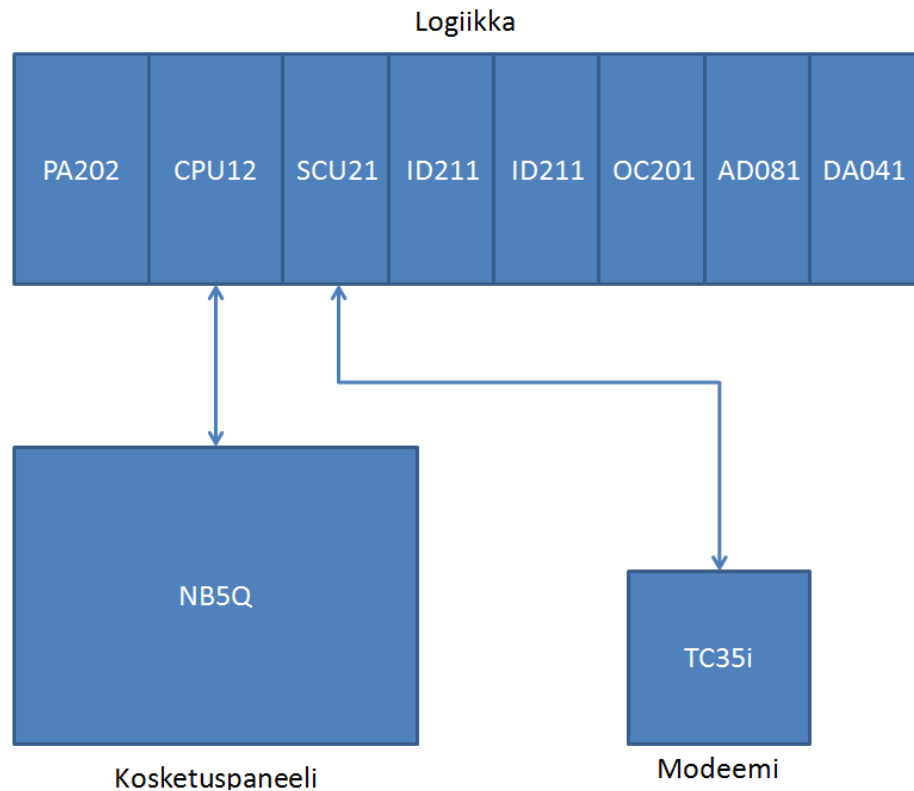 Logiikka
PA202 CPU12 SCU21 ID211 ID211 OC201 AD081 DA041
NB5Q
TC35i
Kosketuspaneeli
Modeemi